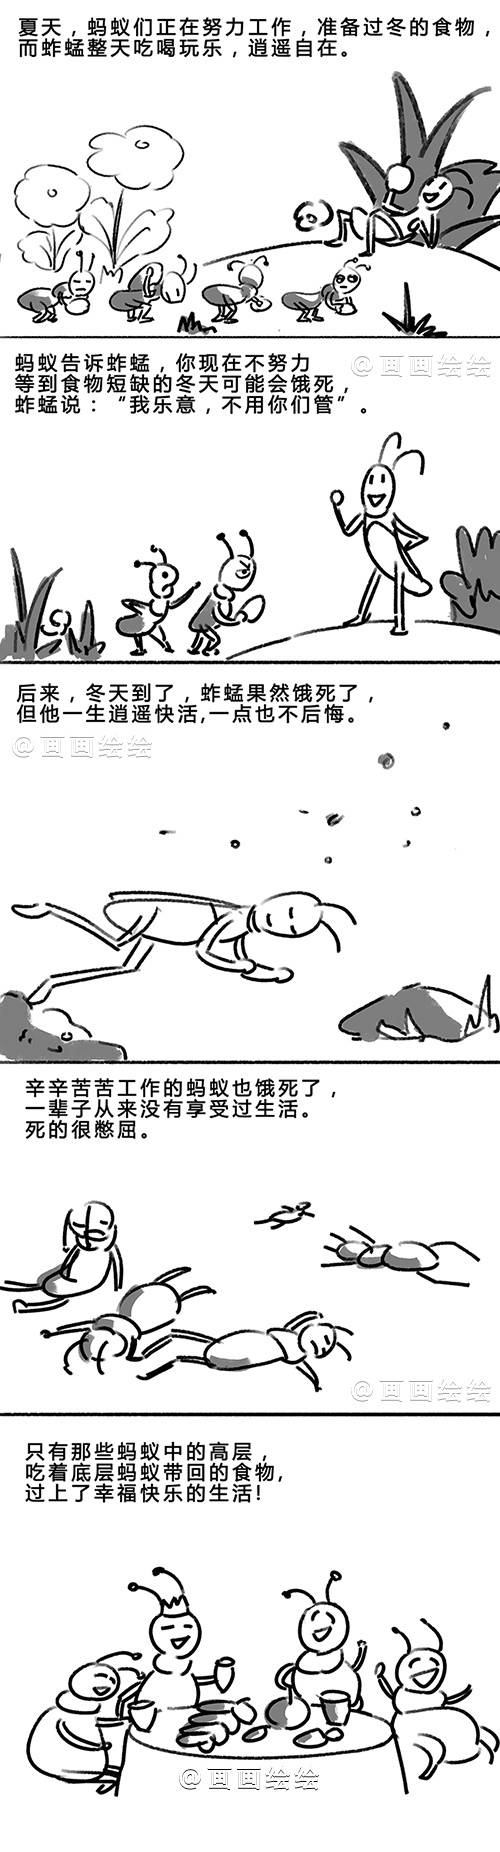 夏天，蚂蚁们正在努力工作，准备过冬的食物，
而蚱蜢整天吃喝玩乐，逍遥自在。
蚂蚁告诉蚱蜢，你现在不努力
@画画绘绘
等到食物短缺的冬天可能会饿死，
蚱蜢说：“我乐意，不用你们管”。
后来，冬天到了，蚱蜢果然饿死了，
但他一生逍遥快活,一点也不后悔。
@画画绘绘
辛辛苦苦工作的蚂蚁也饿死了，
一辈子从来没有享受过生活。
死的很憋屈。
@画画绘绘
只有那些蚂蚁中的高层，
吃着底层蚂蚁带回的食物,
过上了幸福快乐的生活!
@画画绘绘